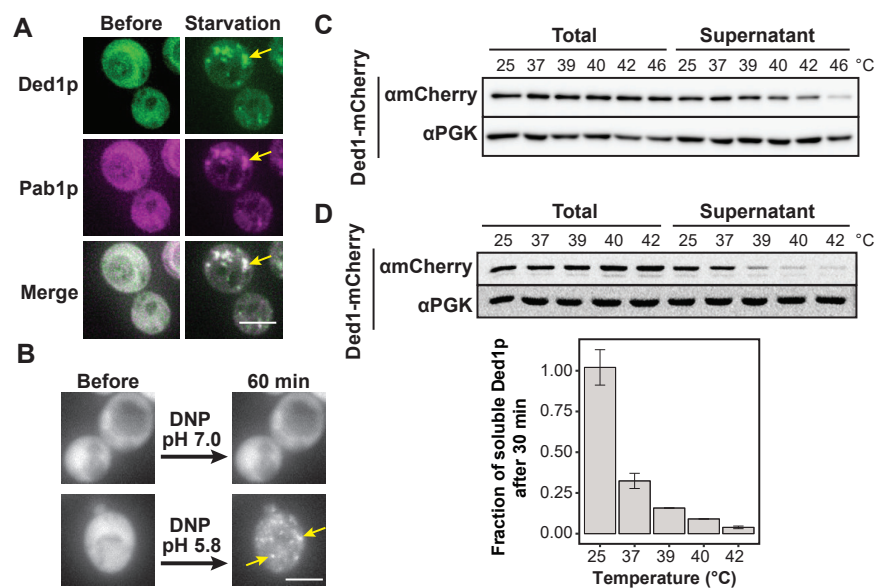 A
Before Starvation
Ded1p
Pab1p
Merge
B
Before 60 min
DNP
pH 7.0
DNP
pH 5.8
C
Total Supernatant
25 37 39 40 42 46 25 37 39 40 42 46 °C
Ded1-mCherry
αmCherry
αPGK
D
Total Supernatant
25 37 39 40 42 25 37 39 40 42 °C
Ded1-mCherry
αmCherry
αPGK
Fraction of soluble Ded1p
after 30 min
1.00
0.75
0.50
0.25
0.00
25 37 39 40 42
Temperature (°C)